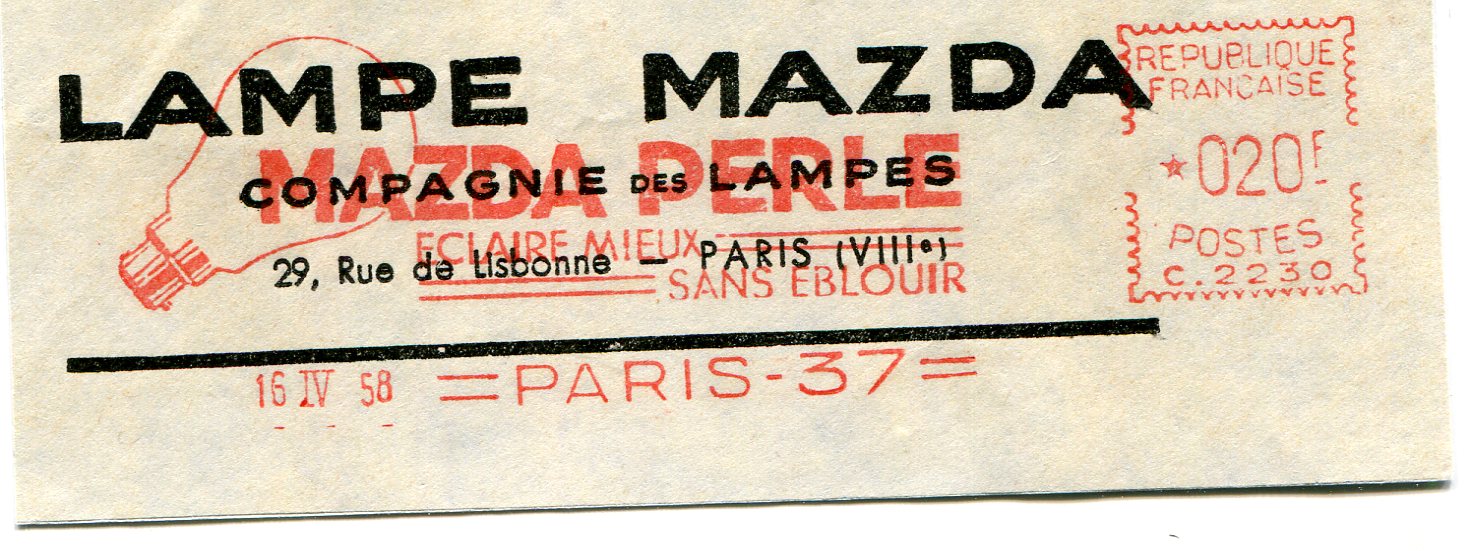 LAMPE MAZDA
MAZDA PERLE
COMPAGNIE DES LAMPES
ECLAIRE MIEUX
29, Rue de Lisbonne — PARIS (VIIIe)
SANS EBLOUIR
REPUBLIQUE
FRANÇAISE
*020F
POSTES
C.2230
16 IV 58 =PARIS-37=